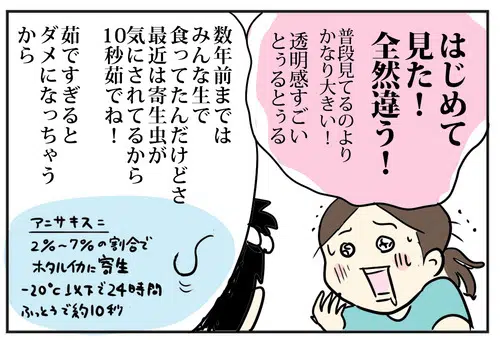 はじめて
見た！
全然違う！
普段見てるのより
かなり大きい！
透明感すごい
とぅるとぅる
数年前までは
みんな生で
食ってたんだけどさ
最近は寄生虫が
気にされてるから
10秒茹でね！
茹ですぎると
ダメになっちゃう
から
アニサキス＝
2%〜7%の割合で
ホタルイカに寄生
-20℃以下で24時間
ふっとうで約10秒